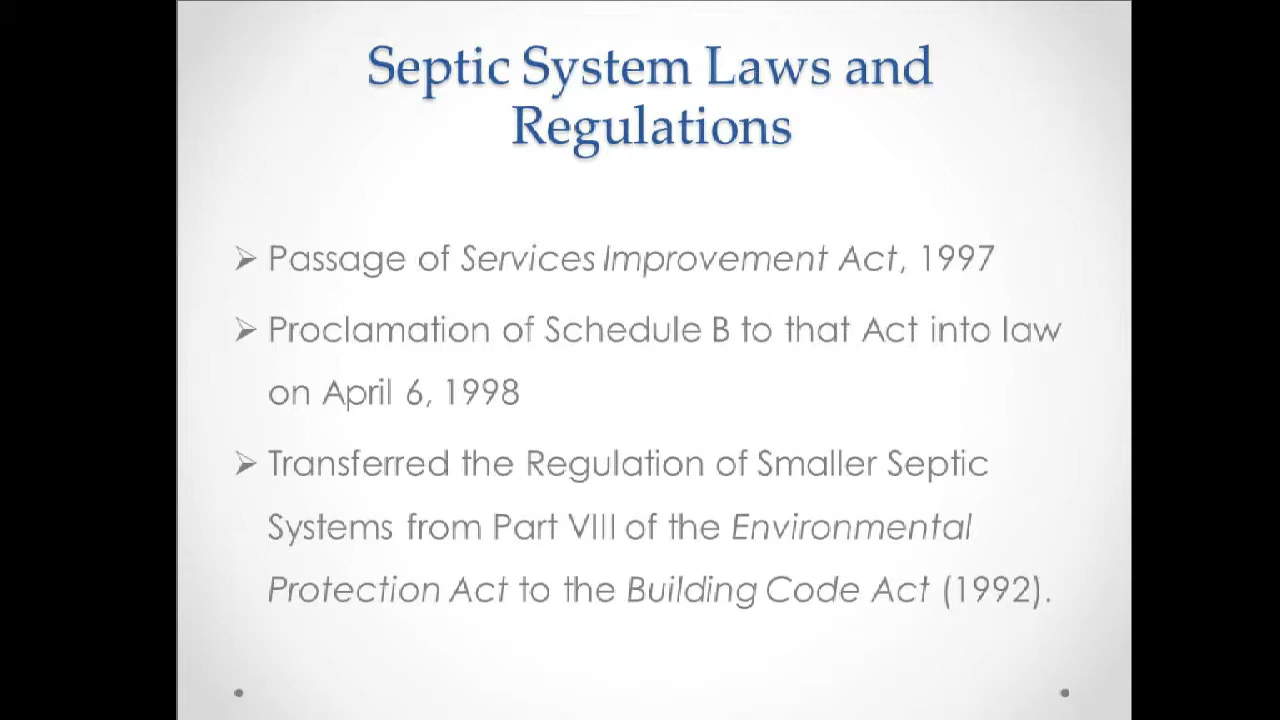 Septic System Laws and
Regulations
Passage of Services Improvement Act, 1997
Proclamation of Schedule B to that Act into law
on April 6, 1998
Transferred the Regulation of Smaller Septic
Systems from Part VIII of the Environmental
Protection Act to the Building Code Act (1992).